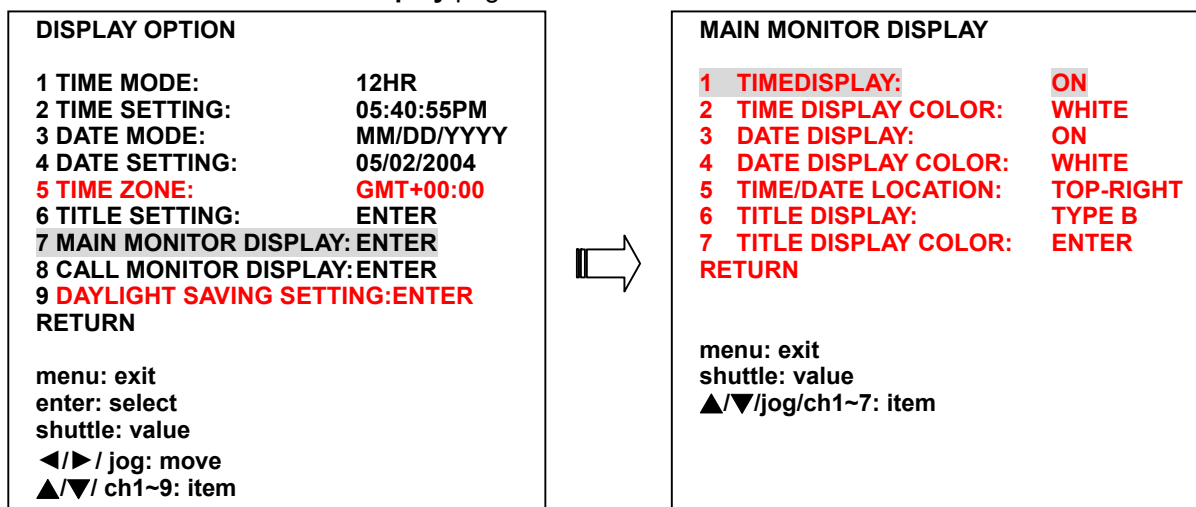 DISPLAY OPTION
1 TIME MODE: 12HR
2 TIME SETTING: 05:40:55PM
3 DATE MODE: MM/DD/YYYY
4 DATE SETTING: 05/02/2004
5 TIME ZONE: GMT+00:00
6 TITLE SETTING: ENTER
7 MAIN MONITOR DISPLAY: ENTER
8 CALL MONITOR DISPLAY:ENTER
9 DAYLIGHT SAVING SETTING:ENTER
RETURN
menu: exit
enter: select
shuttle: value
◄/►/ jog: move
▲/▼/ ch1~9: item
MAIN MONITOR DISPLAY
1 TIMEDISPLAY: ON
2 TIME DISPLAY COLOR: WHITE
3 DATE DISPLAY: ON
4 DATE DISPLAY COLOR: WHITE
5 TIME/DATE LOCATION: TOP-RIGHT
6 TITLE DISPLAY: TYPE B
7 TITLE DISPLAY COLOR: ENTER
RETURN
menu: exit
shuttle: value
▲/▼/jog/ch1~7: item